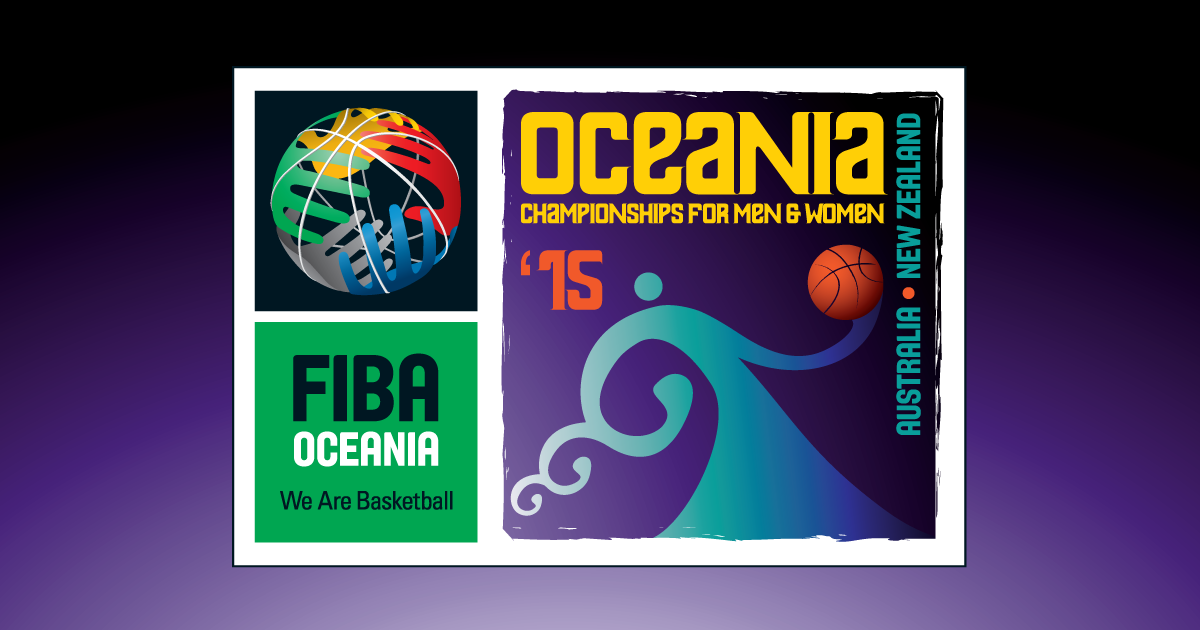 FIBA
OCEANIA
We Are Basketball
OCEANIA
CHAMPIONSHIPS FOR MEN & WOMEN
‘15
AUSTRALIA • NEW ZEALAND